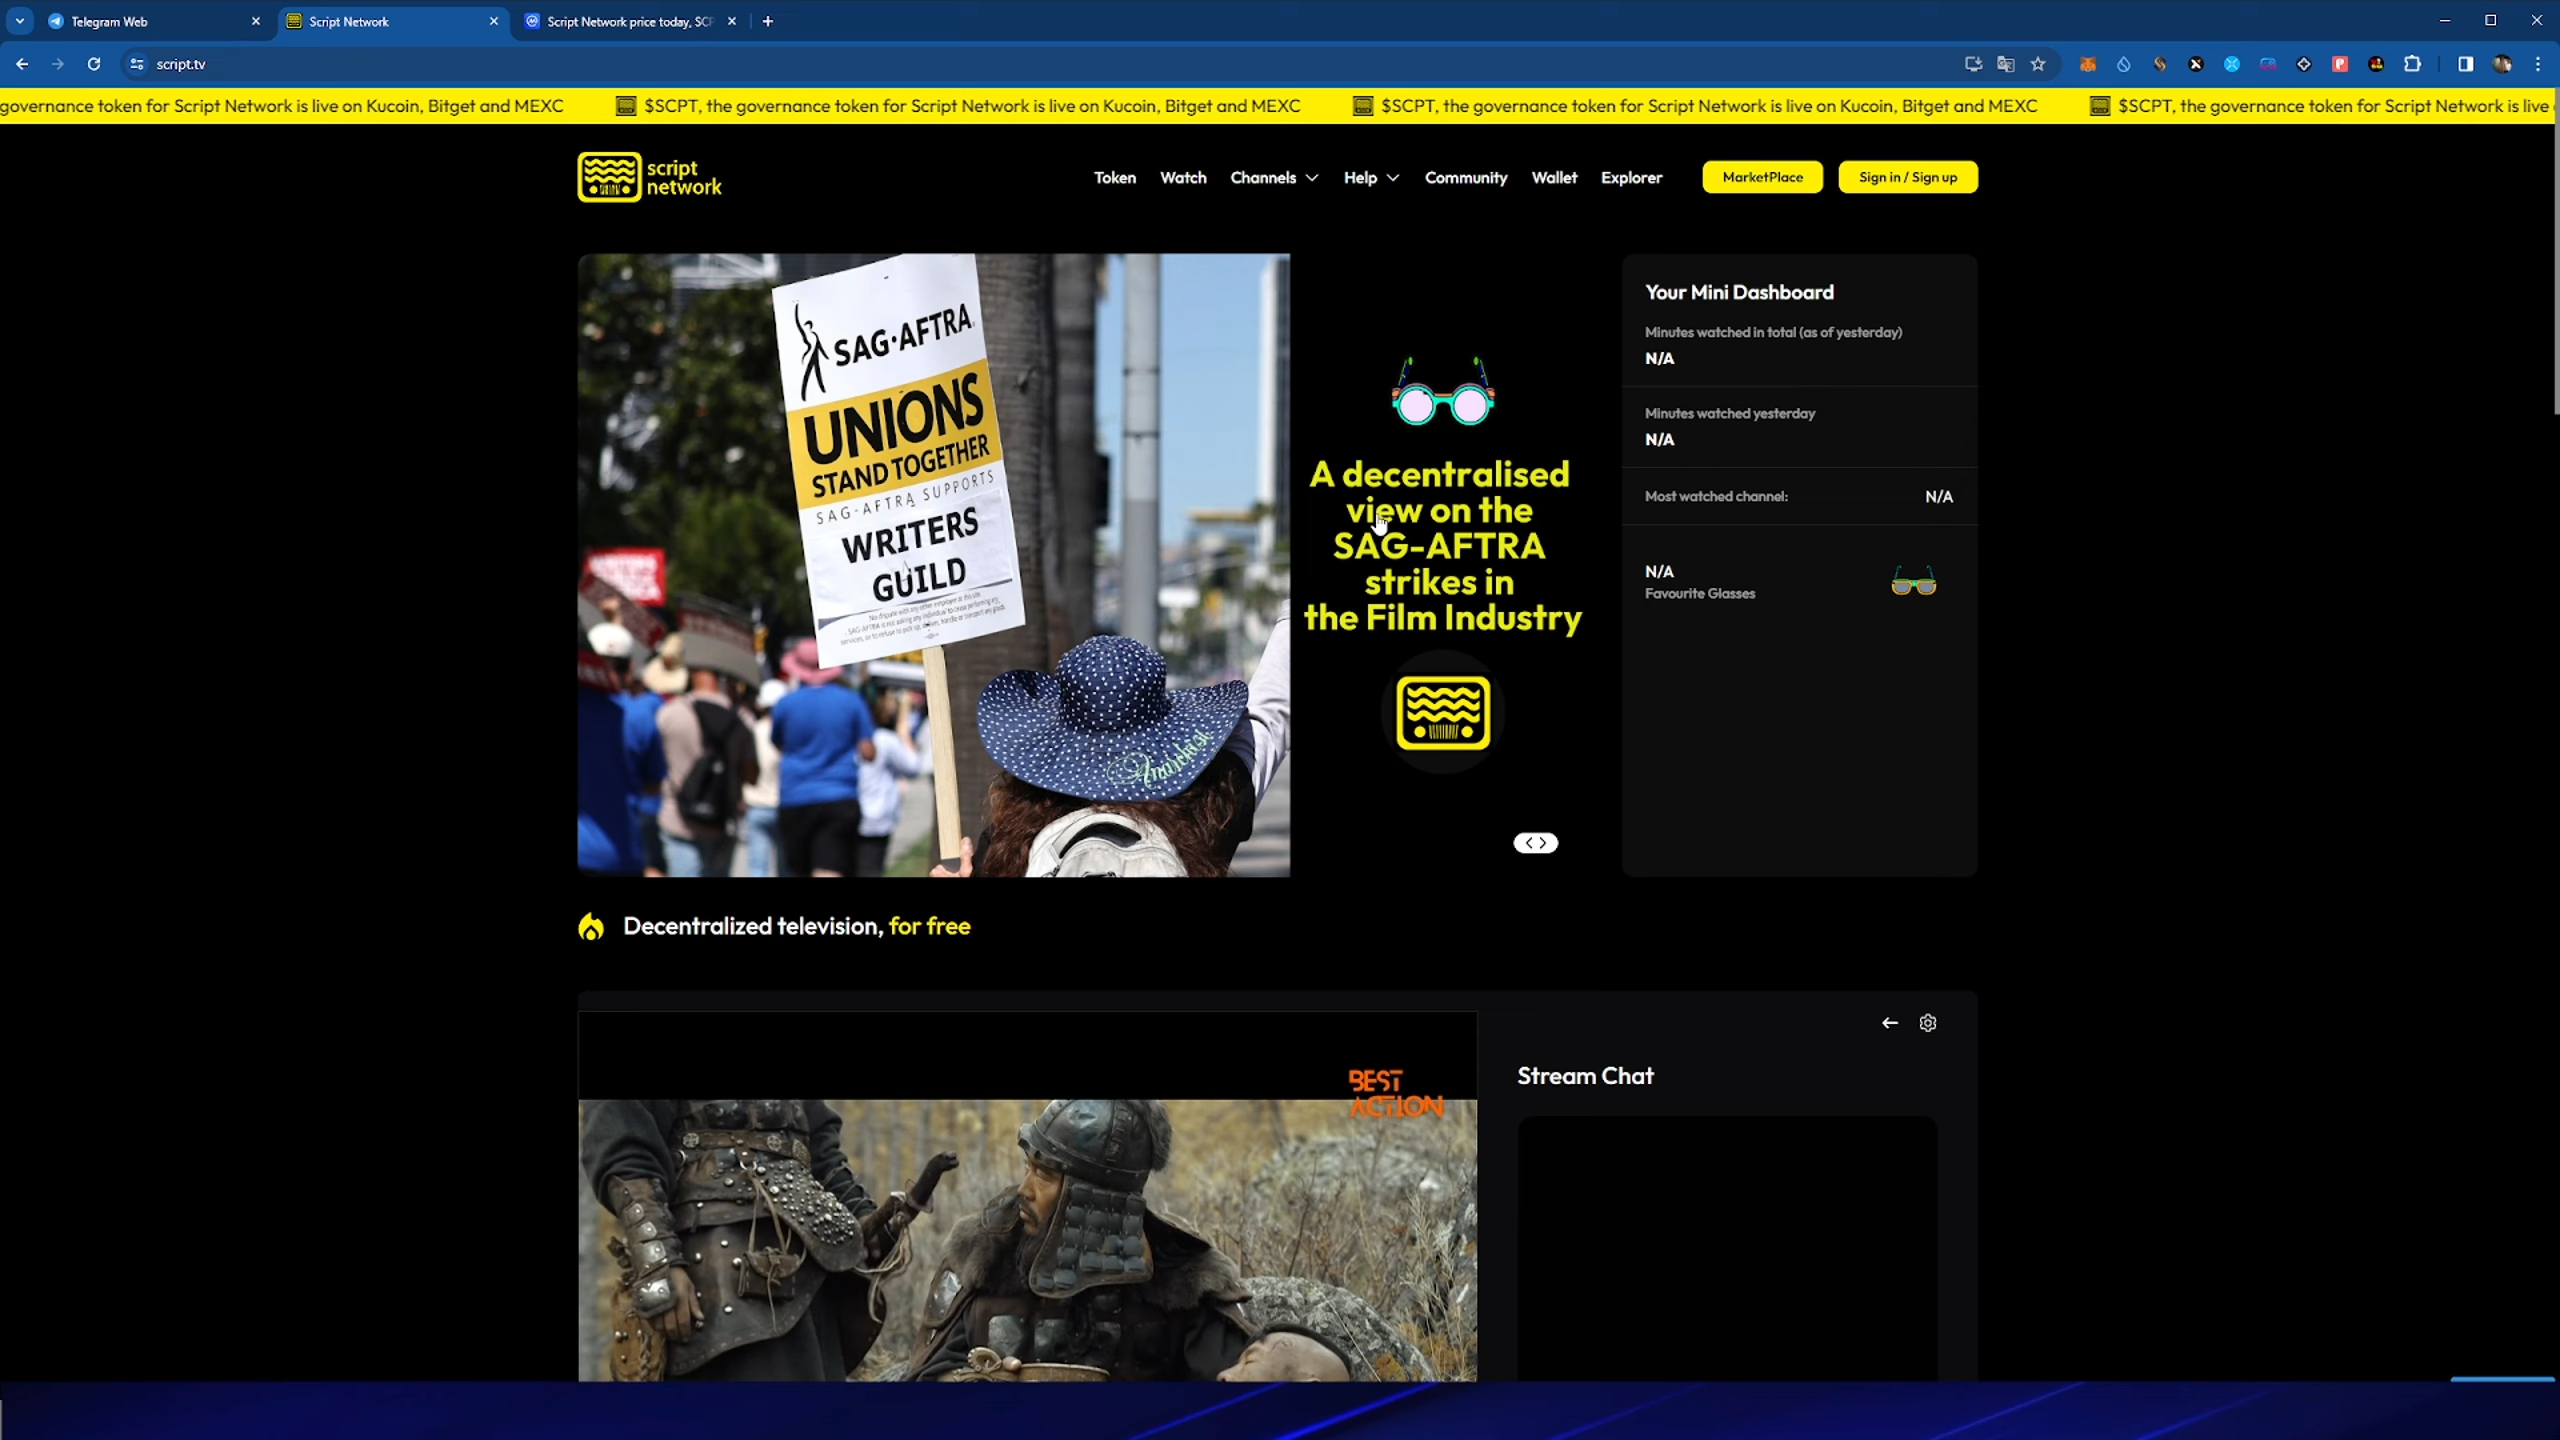 Telegram Web
Script Network
Script Network price today, SCP
script.tv
governance token for Script Network is live on Kucoin, Bitget and MEXC
$SCPT, the governance token for Script Network is live on Kucoin, Bitget and MEXC
$SCPT, the governance token for Script Network is live on Kucoin, Bitget and MEXC
$SCPT, the governance token for Script Network is live
script
network
Token
Watch
Channels
Help
Community
Wallet
Explorer
MarketPlace
Sign in / Sign up
SAG·AFTRA
UNIONS
STAND TOGETHER
SAG-AFTRA SUPPORTS
WRITERS
GUILD
Anarchist
A decentralised
view on the
SAG-AFTRA
strikes in
the Film Industry
Your Mini Dashboard
Minutes watched in total (as of yesterday)
N/A
Minutes watched yesterday
N/A
Most watched channel:
N/A
N/A
Favourite Glasses
Decentralized television, for free
BEST
ACTION
Stream Chat